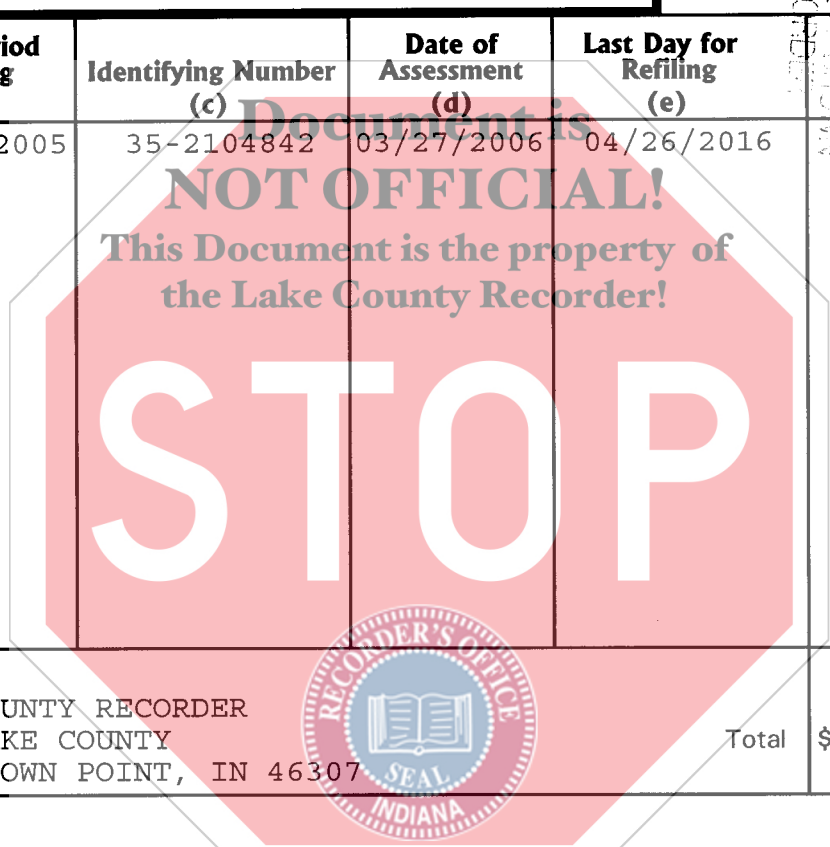 iod
g
Identifying Number
(c)
Date of
Assessment
(d)
Last Day for
Refiling
(e)
2005 35-2104842 03/27/2006 04/26/2016
Document is
NOT OFFICIAL!
This Document is the property of
the Lake County Recorder!
STOP
UNTY RECORDER
KE COUNTY
OWN POINT, IN 46307
Total $
RECORDER'S OFFICE
SEAL
INDIANA